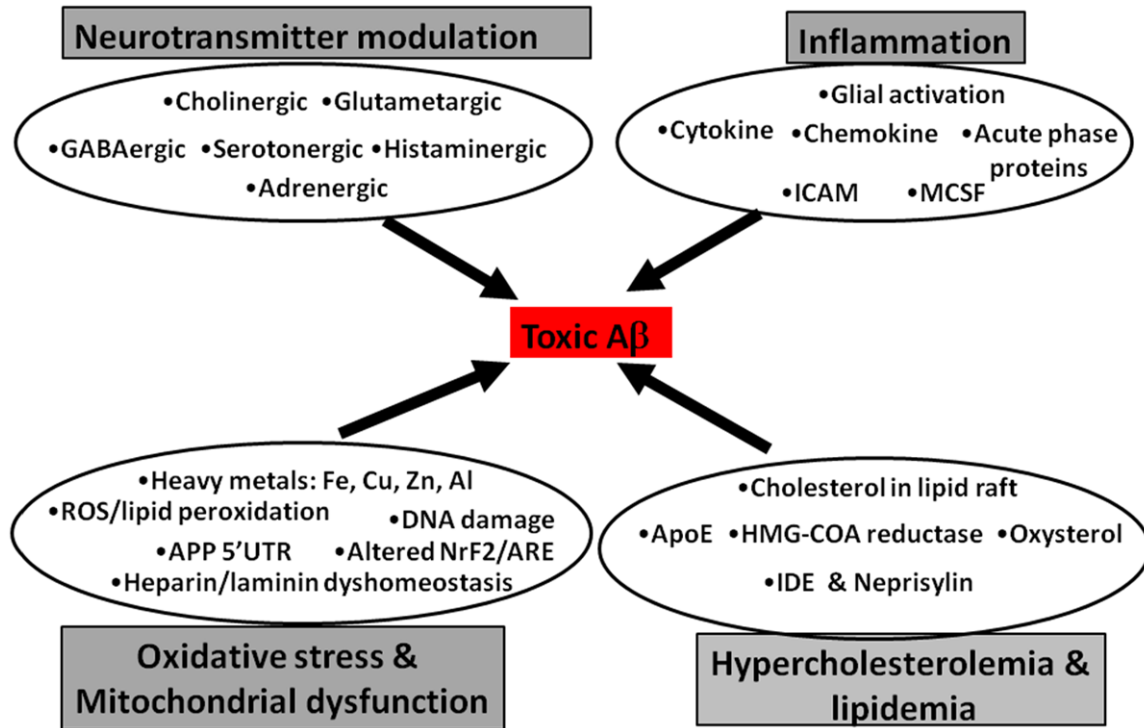 Neurotransmitter modulation
•Cholinergic •Glutametargic
•GABAergic •Serotonergic •Histaminergic
•Adrenergic
Inflammation
•Glial activation
•Cytokine •Chemokine •Acute phase
proteins
•ICAM •MCSF
Toxic Aβ
•Heavy metals: Fe, Cu, Zn, Al
•ROS/lipid peroxidation •DNA damage
•APP 5’UTR •Altered NrF2/ARE
•Heparin/laminin dyshomeostasis
Oxidative stress &
Mitochondrial dysfunction
•Cholesterol in lipid raft
•ApoE •HMG-COA reductase •Oxysterol
•IDE & Neprisylin
Hypercholesterolemia &
lipidemia